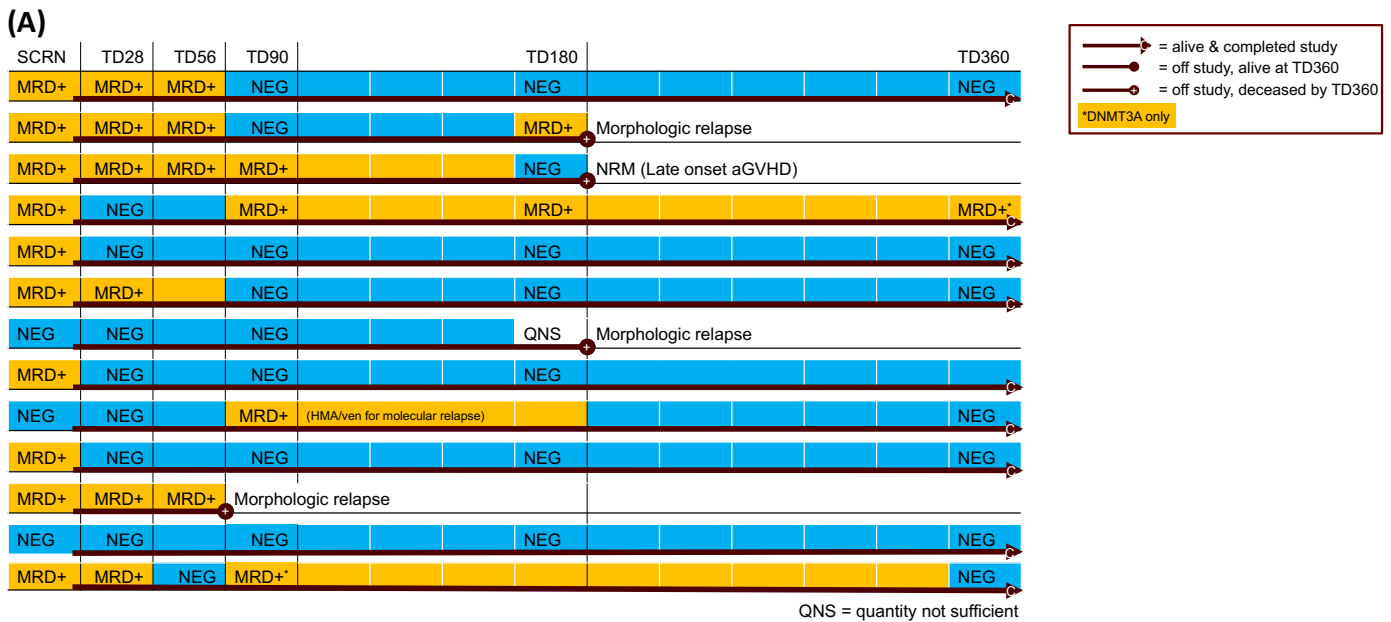 (A)
SCRN TD28 TD56 TD90 TD180 TD360
MRD+ MRD+ MRD+ NEG NEG NEG
C
MRD+ MRD+ MRD+ NEG MRD+ Morphologic relapse
+
MRD+ MRD+ MRD+ MRD+ NEG NRM (Late onset aGVHD)
+
MRD+ NEG MRD+ MRD+ MRD+*
C
MRD+ NEG NEG NEG NEG
C
MRD+ MRD+ NEG NEG NEG
C
NEG NEG NEG QNS Morphologic relapse
+
MRD+ NEG NEG NEG
C
NEG NEG MRD+ (HMA/ven for molecular relapse) NEG
C
MRD+ NEG NEG NEG NEG
C
MRD+ MRD+ MRD+ Morphologic relapse
+
NEG NEG NEG NEG NEG
C
MRD+ MRD+ NEG MRD+* NEG
C
QNS = quantity not sufficient
C = alive & completed study
= off study, alive at TD360
+ = off study, deceased by TD360
*DNMT3A only